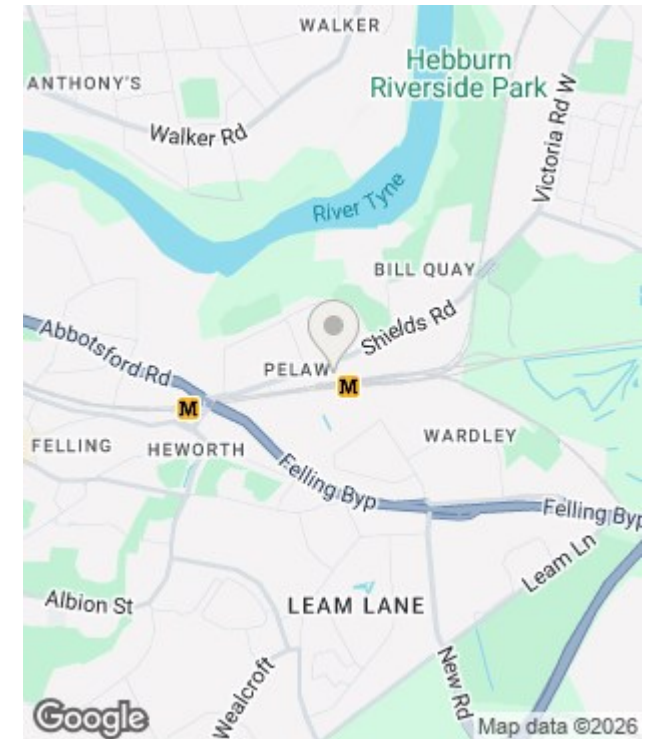 WALKER
Hebburn
Riverside Park
ANTHONY'S
Walker Rd
Victoria Rd W
River Tyne
BILL QUAY
Shields Rd
Abbotsford Rd
PELAW
M
M
FELLING
HEWORTH
WARDLEY
Felling Byp
Felling Byp
Leam Ln
Albion St
LEAM LANE
Wealcroft
New Rd
Google
Map data ©2026